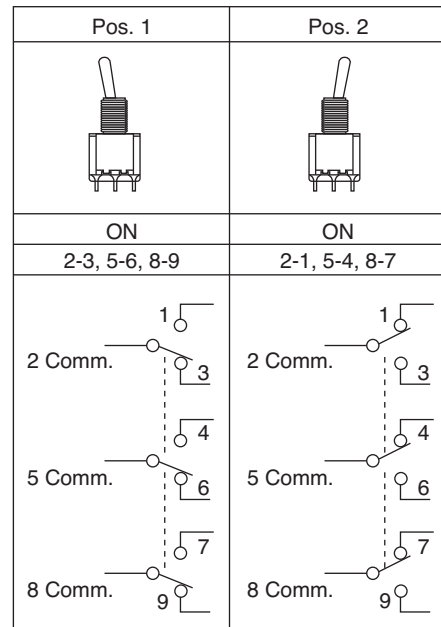 Pos. 1 Pos. 2
ON ON
2-3, 5-6, 8-9 2-1, 5-4, 8-7
1 1
2 Comm. 2 Comm.
3 3
4 4
5 Comm. 5 Comm.
6 6
7 7
8 Comm. 8 Comm.
9 9